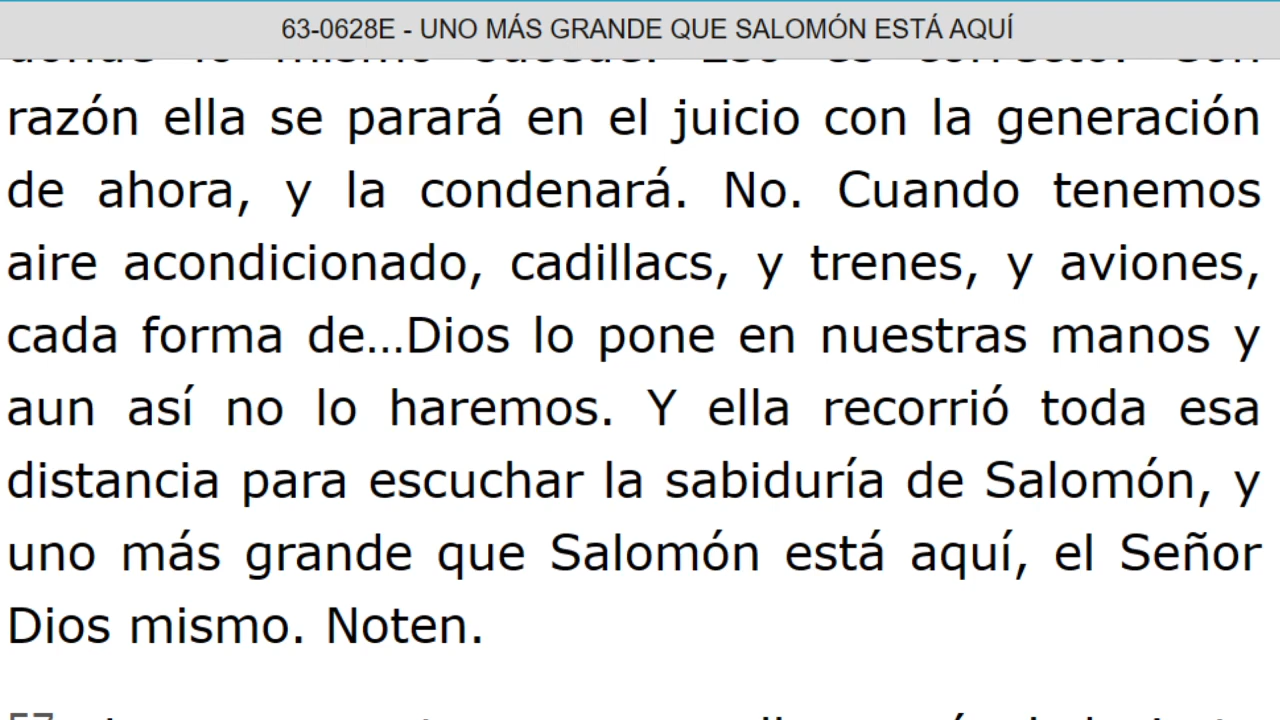 63-0628E - UNO MÁS GRANDE QUE SALOMÓN ESTÁ AQUÍ
razón ella se parará en el juicio con la generación
de ahora, y la condenará. No. Cuando tenemos
aire acondicionado, cadillacs, y trenes, y aviones,
cada forma de...Dios lo pone en nuestras manos y
aun así no lo haremos. Y ella recorrió toda esa
distancia para escuchar la sabiduría de Salomón, y
uno más grande que Salomón está aquí, el Señor
Dios mismo. Noten.